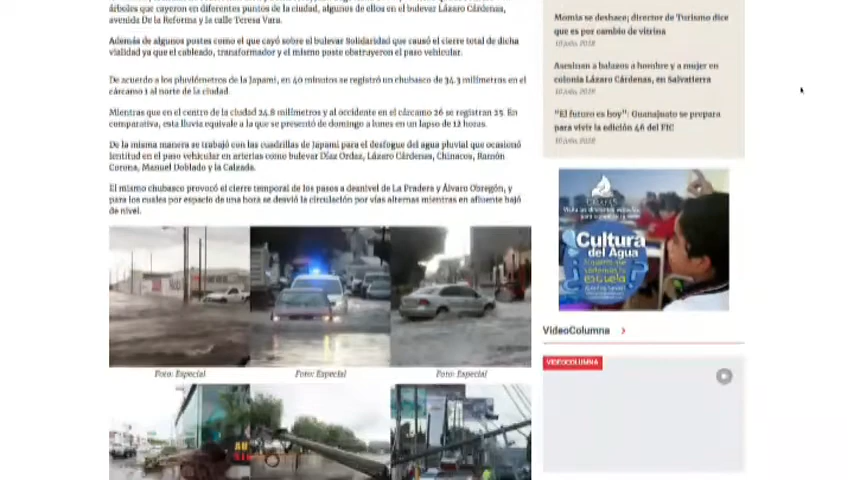 árboles que cayeron en diferentes puntos de la ciudad, algunos de ellos en el bulevar Lázaro Cárdenas,
avenida De la Reforma y la calle Teresa Vara.
Además de algunos postes como el que cayó sobre el bulevar Solidaridad que causó el cierre total de dicha
vialidad ya que el cableado, transformador y el mismo poste obstruyeron el paso vehicular.
De acuerdo a los pluviómetros de la Japami, en 40 minutos se registró un chubasco de 34.3 milímetros en el
cárcamo 1 al norte de la ciudad
Mientras que en el centro de la ciudad 24.8 milímetros y al occidente en el cárcamo 26 se registran 25. En
comparativa, esta lluvia equivale a la que se presentó de domingo a lunes en un lapso de 12 horas.
De la misma manera se trabajó con las cuadrillas de Japami para el desfogue del agua pluvial que ocasionó
lentitud en el paso vehicular en arterias como bulevar Díaz Ordaz, Lázaro Cárdenas, Chinacos, Ramón
Corona, Manuel Doblado y la Calzada.
El mismo chubasco provocó el cierre temporal de los pasos a desnivel de La Pradera y Álvaro Obregón, y
para los cuales por espacio de una hora se desvió la circulación por vías alternas mientras en afluente bajó
de nivel.
Foto: Especial
Foto: Especial
Foto: Especial
Momia se deshace; director de Turismo dice
que es por cambio de vitrina
10 julio, 2018
Asesinan a balazos a hombre y a mujer en
colonia Lázaro Cárdenas, en Salvatierra
10 julio, 2018
"El futuro es hoy": Guanajuato se prepara
para vivir la edición 46 del FIC
10 julio, 2018
Cultura
del Agua
escuela
VideoColumna
VIDEOCOLUMNA